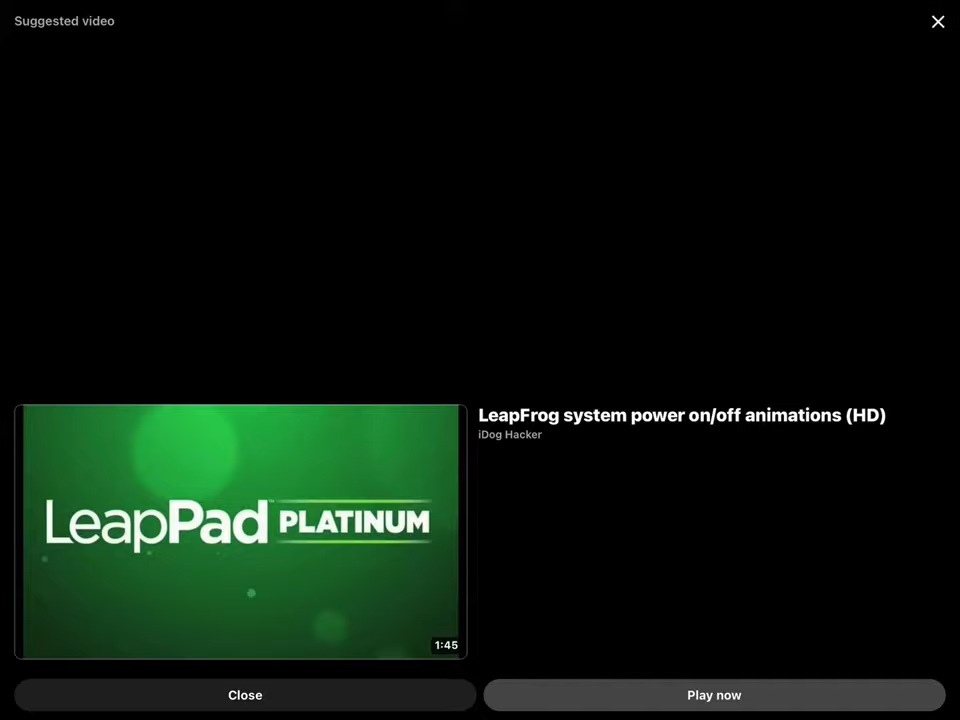 Suggested video
LeapFrog system power on/off animations (HD)
iDog Hacker
LeapPad PLATINUM
1:45
Close
Play now